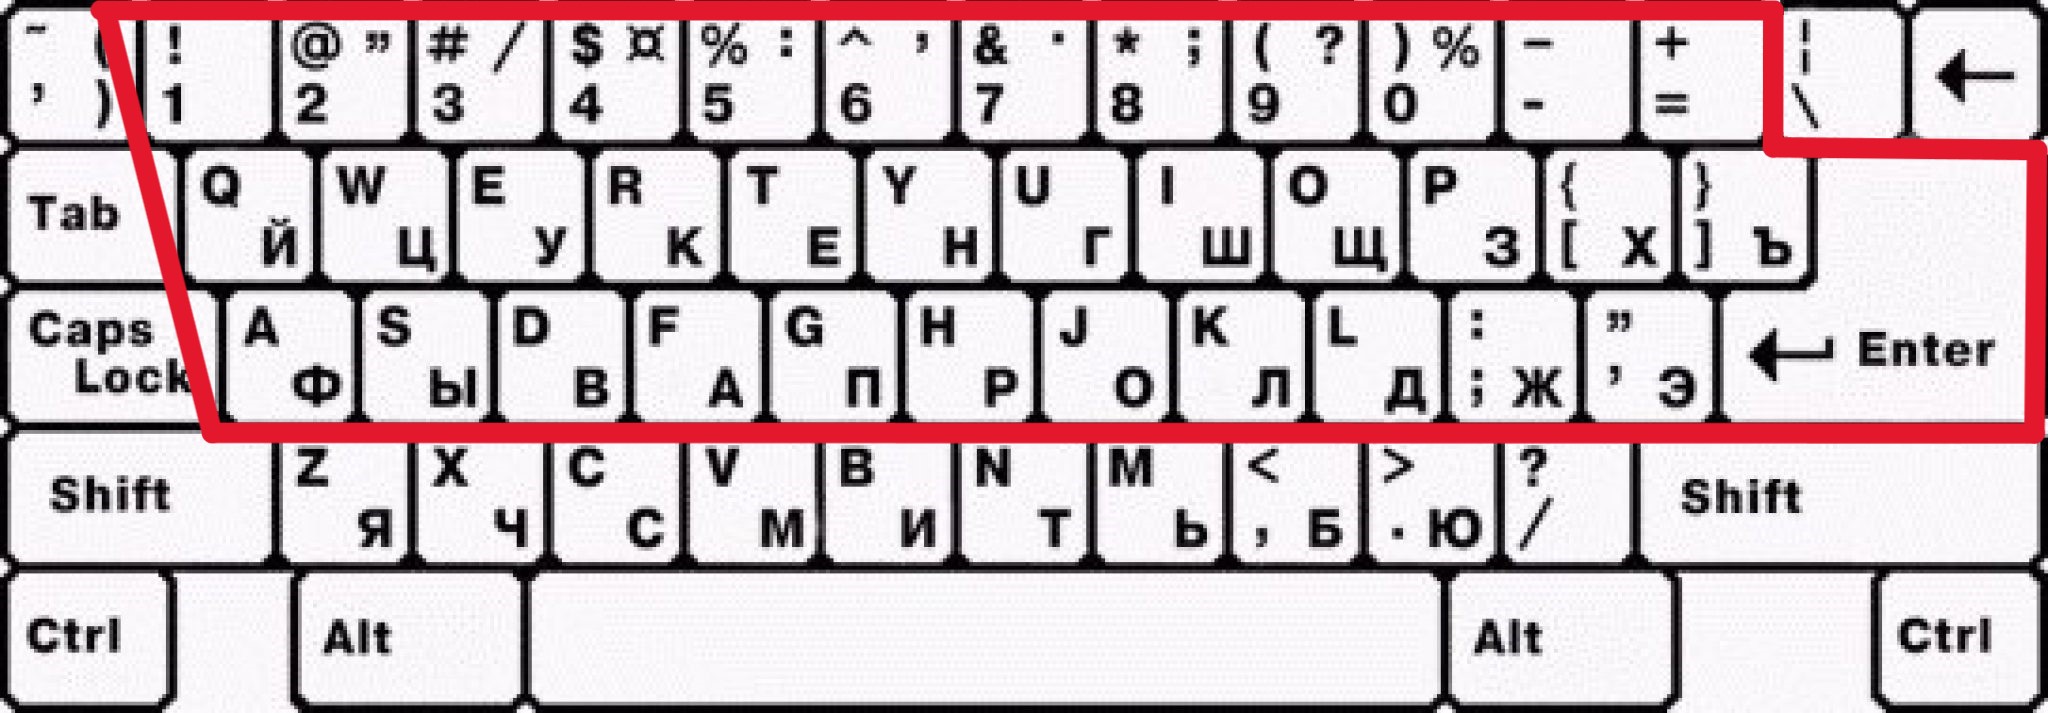 ~ ( ! @ ” # / $ ¤ % : ^ ’ & · * ; ( ? ) % – + ¦ ←
’ ) 1 2 3 4 5 6 7 8 9 0 - = \
Tab Q W E R T Y U I O P { }
Й Ц У К Е Н Г Ш Щ З [ Х ] Ъ
Caps A S D F G H J K L : ” ← Enter
Lock Ф Ы В А П Р О Л Д ; Ж ’ Э
Shift Z X C V B N M < > ? Shift
Я Ч С М И Т Ь , Б . Ю /
Ctrl Alt Alt Ctrl